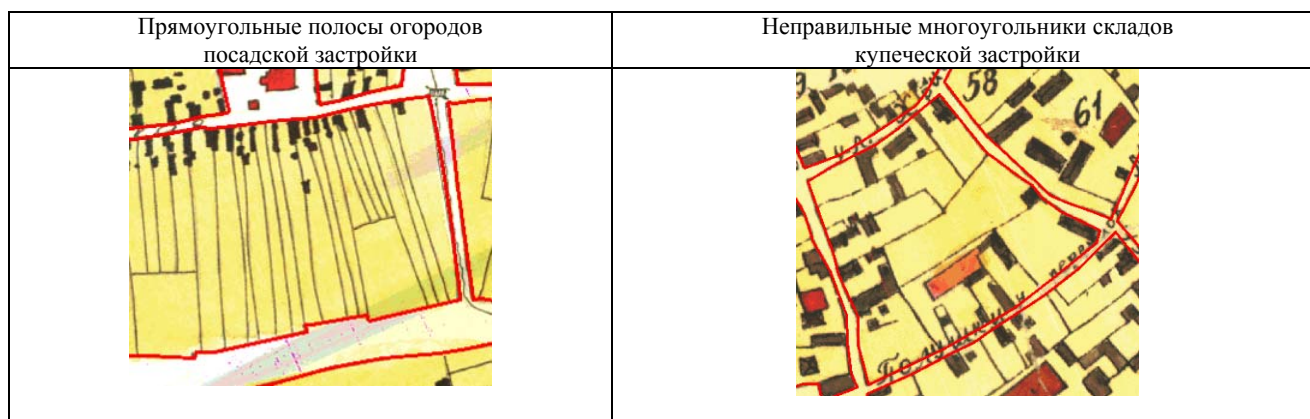 Прямоугольные полосы огородов
посадской застройки
Неправильные многоугольники складов
купеческой застройки
58
61